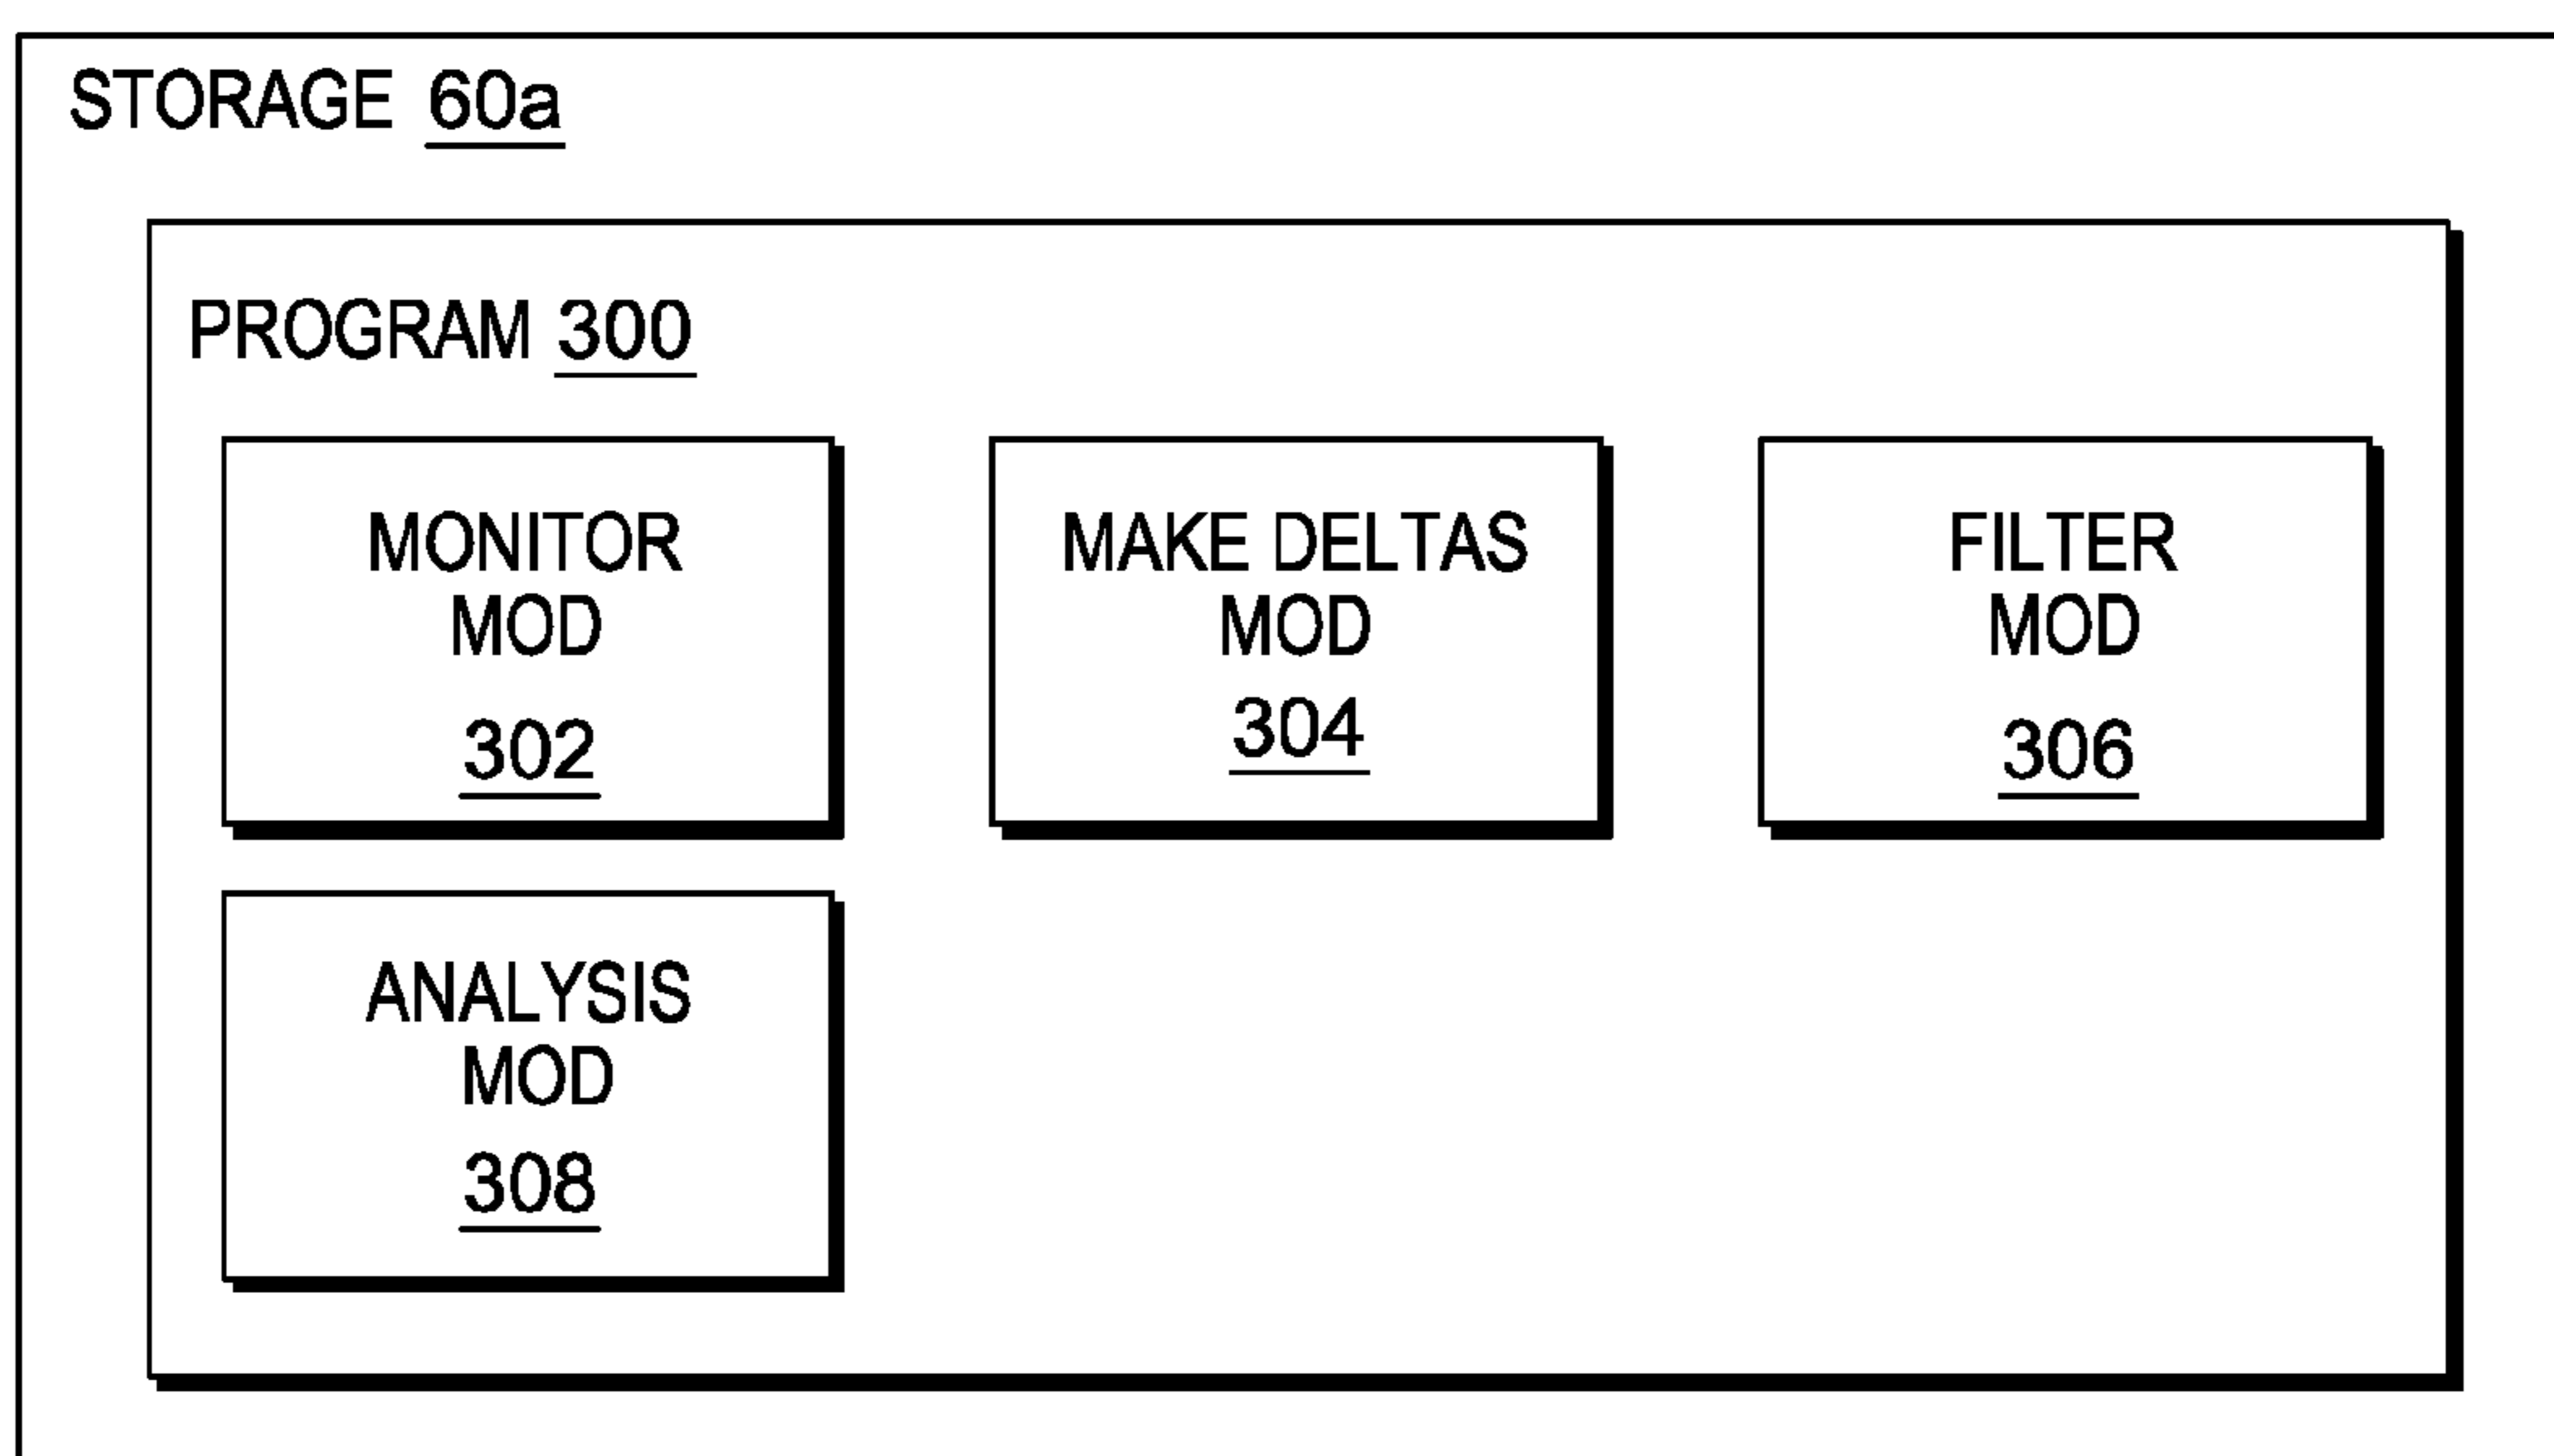 STORAGE 60a
PROGRAM 300
MONITOR
MOD
302
MAKE DELTAS
MOD
304
FILTER
MOD
306
ANALYSIS
MOD
308